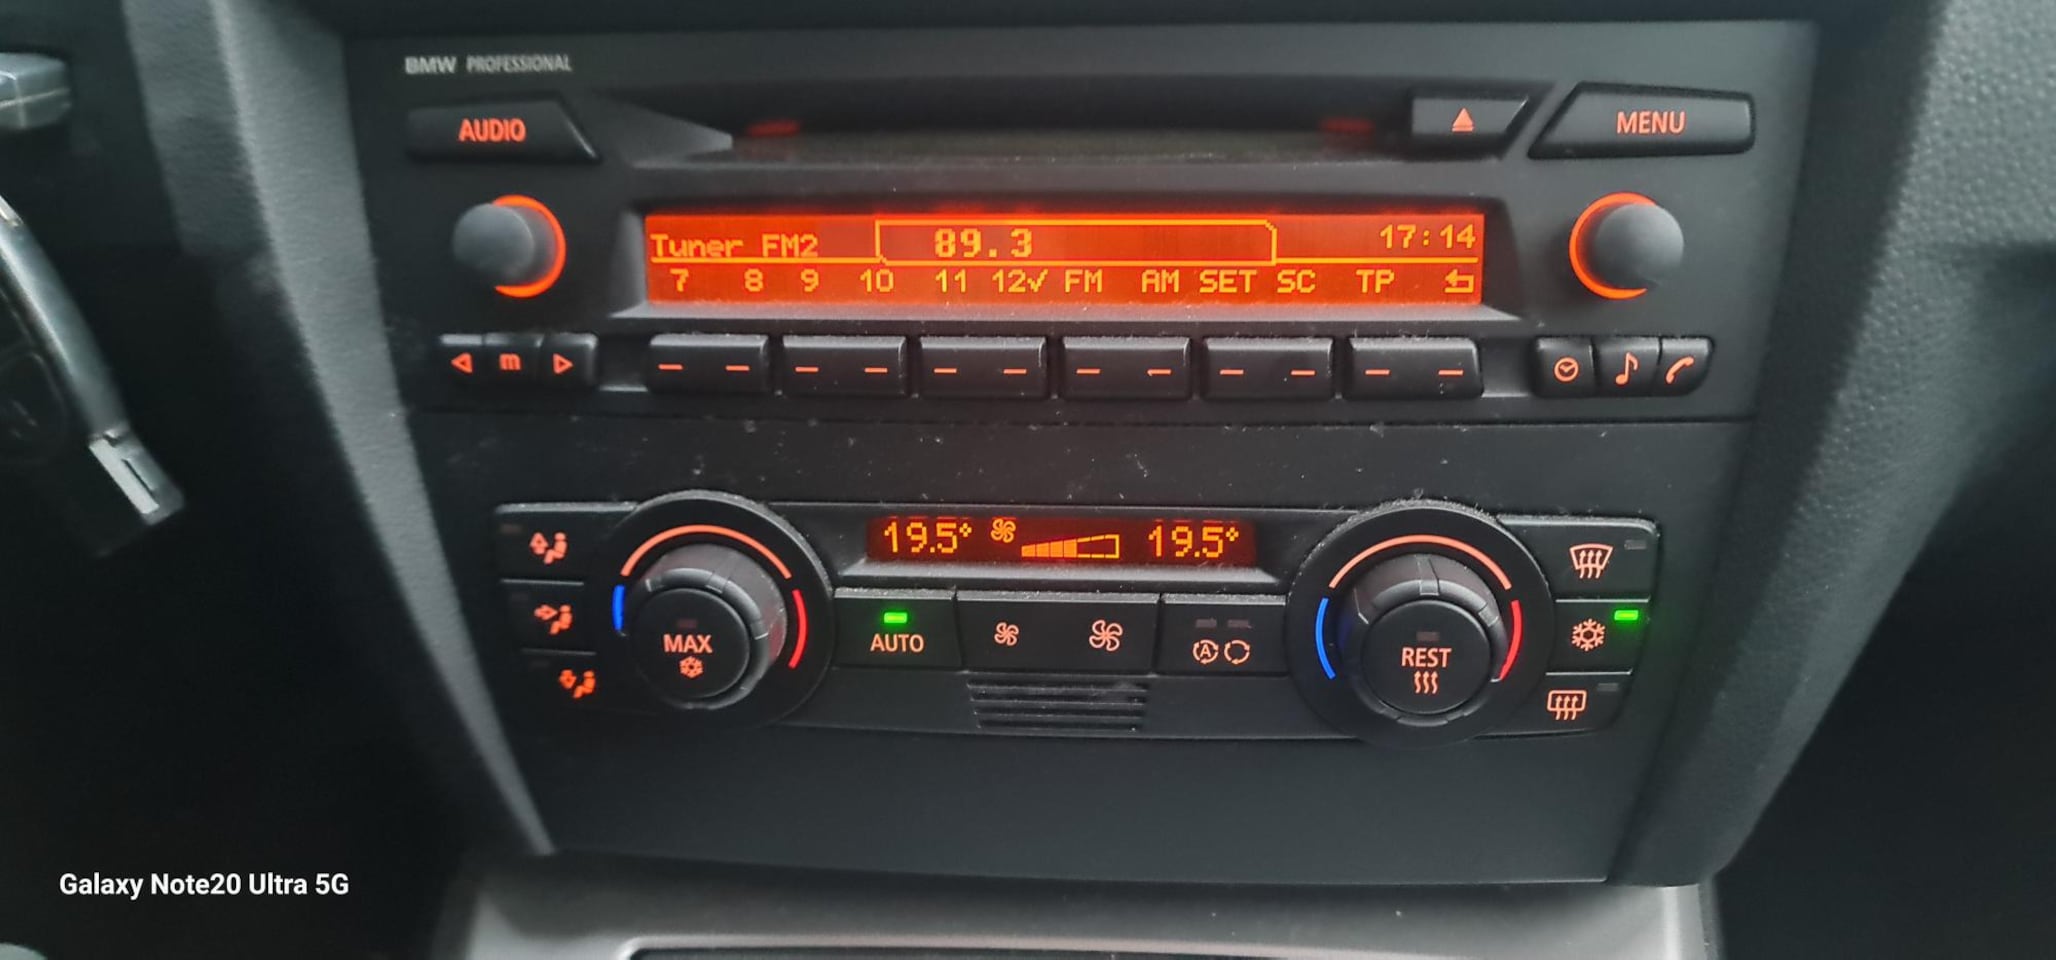 BMW PROFESSIONAL
AUDIO
MENU
Tuner FM2 89.3 17:14
7 8 9 10 11 12✓ FM AM SET SC TP
m
19.5° 19.5°
MAX
AUTO
A
REST
Galaxy Note20 Ultra 5G